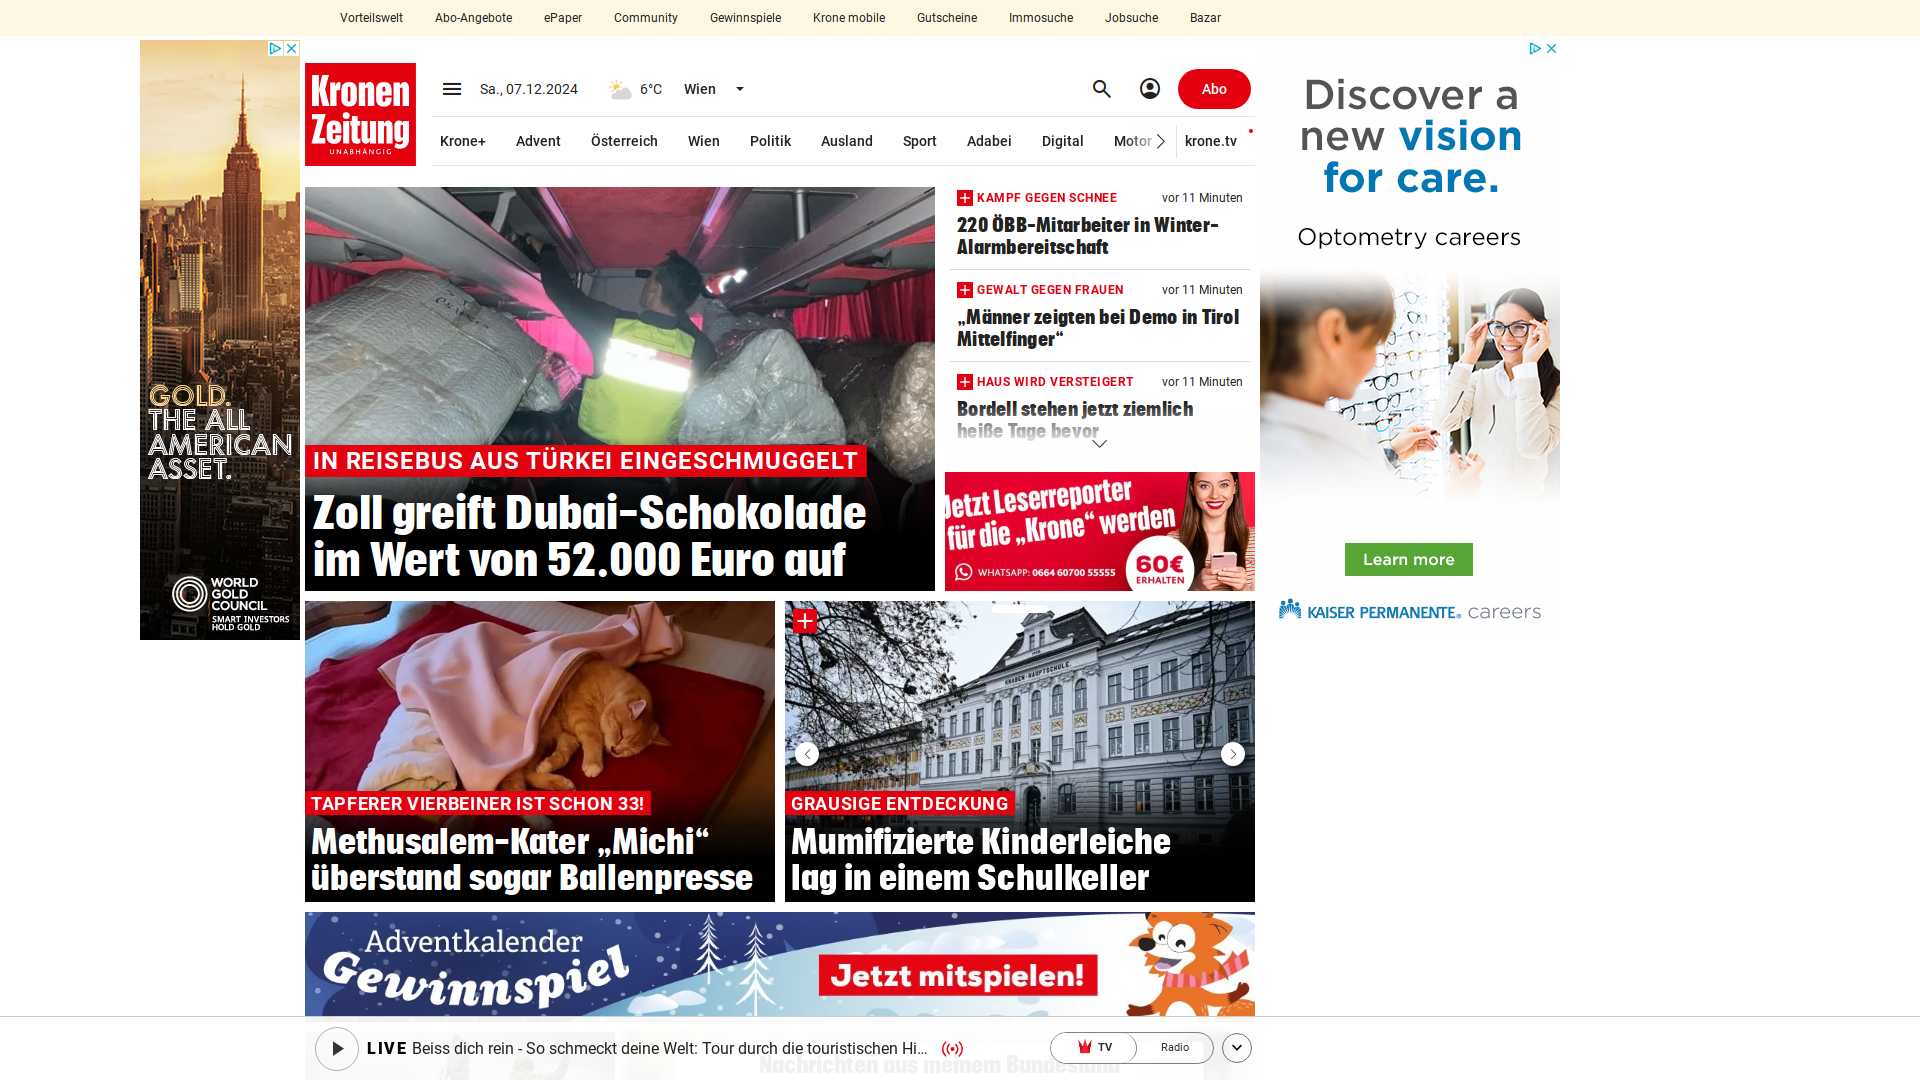 Vorteilswelt Abo-Angebote ePaper Community Gewinnspiele Krone mobile Gutscheine Immosuche Jobsuche Bazar
Kronen
Zeitung
UNABHÄNGIG
Sa., 07.12.2024 6°C Wien
Abo
Krone+ Advent Österreich Wien Politik Ausland Sport Adabei Digital Motor krone.tv
GOLD.
THE ALL
AMERICAN
ASSET.
WORLD
GOLD
COUNCIL
SMART INVESTORS
HOLD GOLD
IN REISEBUS AUS TÜRKEI EINGESCHMUGGELT
Zoll greift Dubai-Schokolade
im Wert von 52.000 Euro auf
KAMPF GEGEN SCHNEE vor 11 Minuten
220 ÖBB-Mitarbeiter in Winter-
Alarmbereitschaft
GEWALT GEGEN FRAUEN vor 11 Minuten
„Männer zeigten bei Demo in Tirol
Mittelfinger“
HAUS WIRD VERSTEIGERT vor 11 Minuten
Bordell stehen jetzt ziemlich
heiße Tage bevor
Jetzt Leserreporter
für die „Krone“ werden
WHATSAPP: 0664 60700 55555
60€
ERHALTEN
Discover a
new vision
for care.
Optometry careers
Learn more
KAISER PERMANENTE® careers
TAPFERER VIERBEINER IST SCHON 33!
Methusalem-Kater „Michi“
überstand sogar Ballenpresse
KNABEN-HAUPTSCHULE
GRAUSIGE ENTDECKUNG
Mumifizierte Kinderleiche
lag in einem Schulkeller
Adventkalender
Gewinnspiel
Jetzt mitspielen!
LIVE Beiss dich rein - So schmeckt deine Welt: Tour durch die touristischen Hi...
TV Radio
Nachrichten aus meinem Bundesland